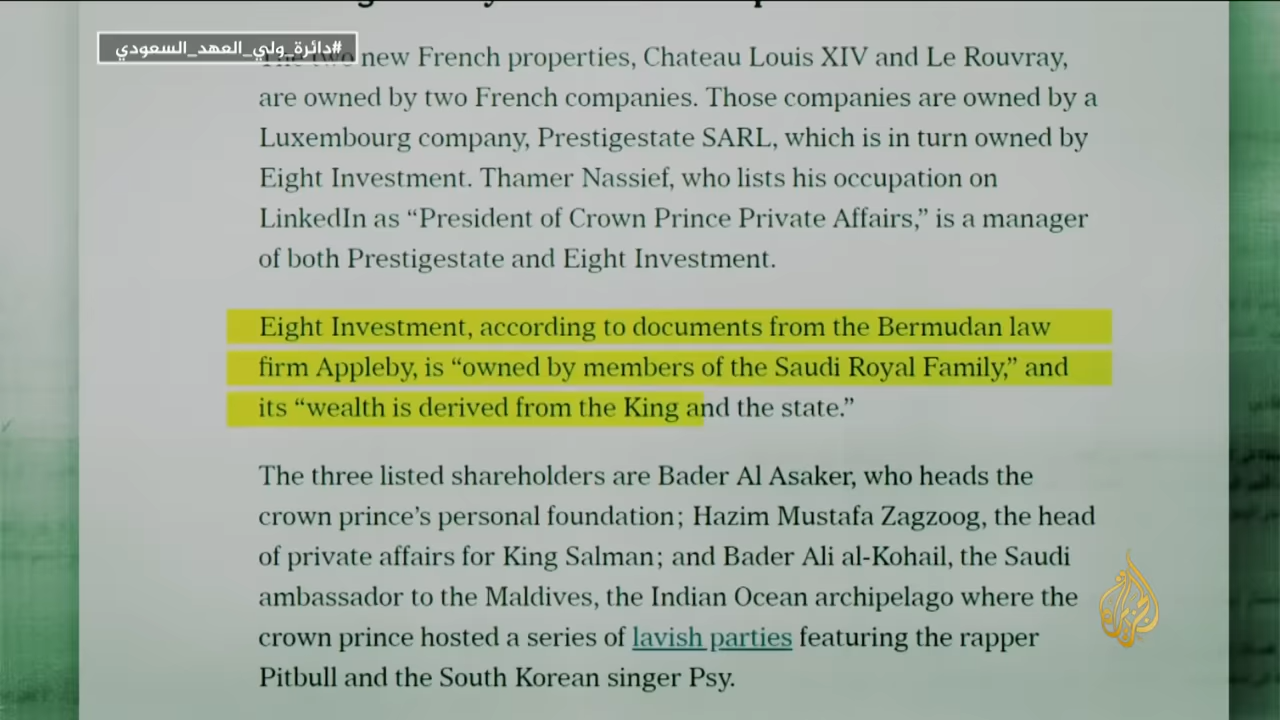 #دائرة_ولي_العهد_السعودي
The two new French properties, Chateau Louis XIV and Le Rouvray,
are owned by two French companies. Those companies are owned by a
Luxembourg company, Prestigestate SARL, which is in turn owned by
Eight Investment. Thamer Nassief, who lists his occupation on
LinkedIn as “President of Crown Prince Private Affairs,” is a manager
of both Prestigestate and Eight Investment.
Eight Investment, according to documents from the Bermudan law
firm Appleby, is “owned by members of the Saudi Royal Family,” and
its “wealth is derived from the King and the state.”
The three listed shareholders are Bader Al Asaker, who heads the
crown prince’s personal foundation; Hazim Mustafa Zagzoog, the head
of private affairs for King Salman; and Bader Ali al-Kohail, the Saudi
ambassador to the Maldives, the Indian Ocean archipelago where the
crown prince hosted a series of lavish parties featuring the rapper
Pitbull and the South Korean singer Psy.
الجزيرة